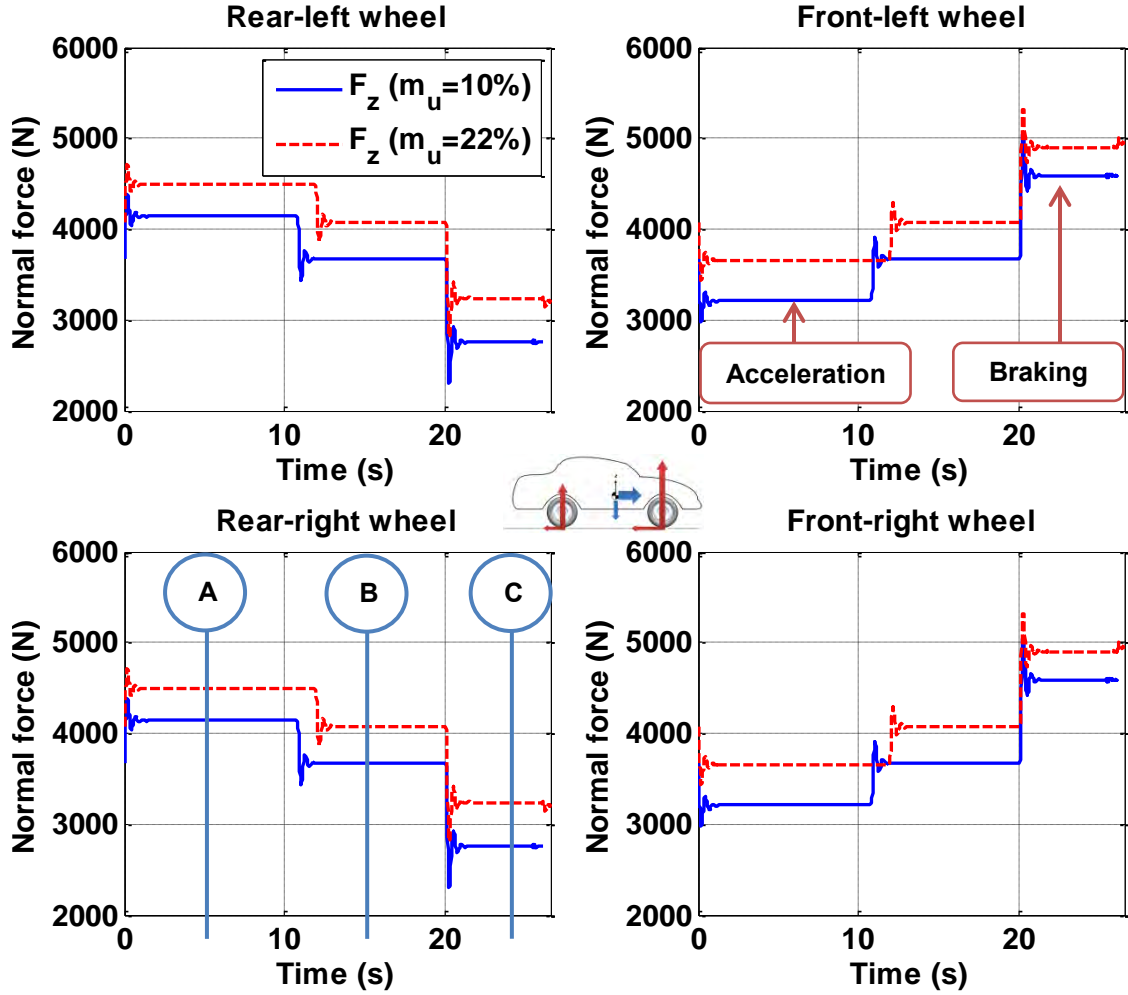 Rear-left wheel
6000
5000
4000
3000
2000
Normal force (N)
F_z (m_u=10%)
F_z (m_u=22%)
0
10
20
Time (s)
Front-left wheel
6000
5000
4000
3000
2000
Normal force (N)
Acceleration
Braking
0
10
20
Time (s)
Rear-right wheel
6000
5000
4000
3000
2000
Normal force (N)
A
B
C
0
10
20
Time (s)
Front-right wheel
6000
5000
4000
3000
2000
Normal force (N)
0
10
20
Time (s)